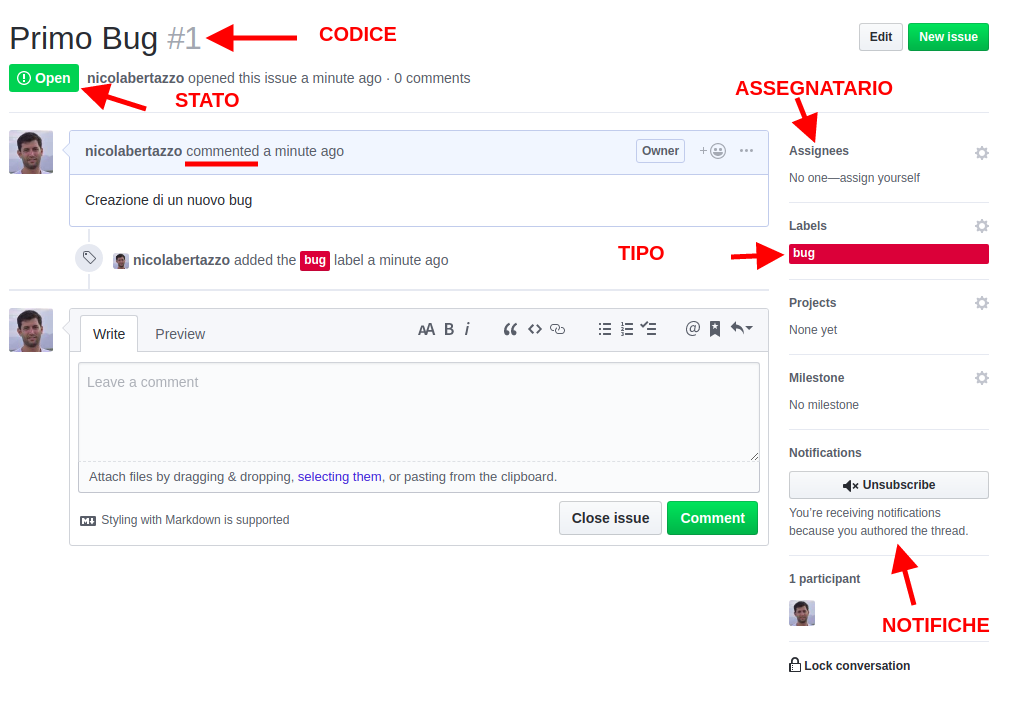 Primo Bug #1
CODICE
Edit
New issue
Open
nicolabertazzo opened this issue a minute ago · 0 comments
STATO
ASSEGNATARIO
nicolabertazzo commented a minute ago
Owner
Creazione di un nuovo bug
nicolabertazzo added the bug label a minute ago
Write
Preview
AA B i
Leave a comment
Attach files by dragging & dropping, selecting them, or pasting from the clipboard.
Styling with Markdown is supported
Close issue
Comment
Assignees
No one—assign yourself
Labels
TIPO
bug
Projects
None yet
Milestone
No milestone
Notifications
Unsubscribe
You’re receiving notifications
because you authored the thread.
1 participant
NOTIFICHE
Lock conversation